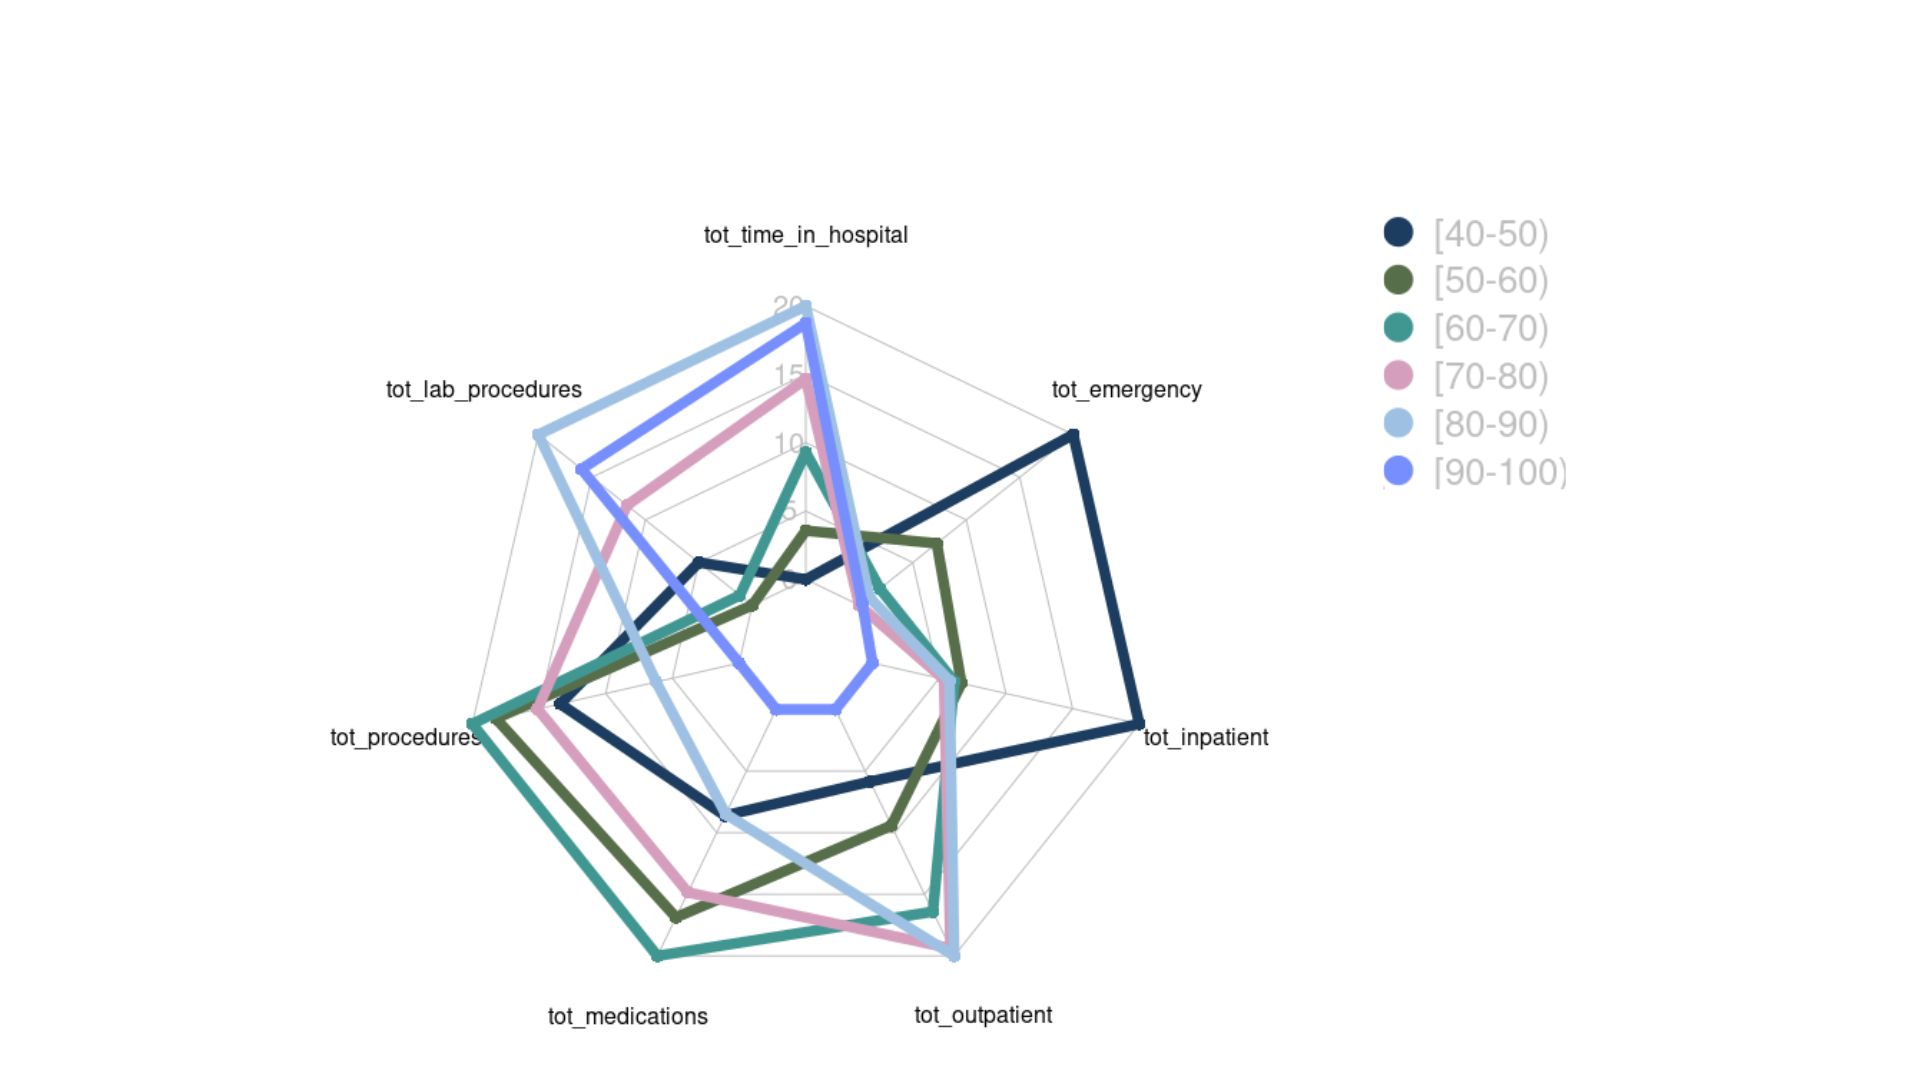 tot_time_in_hospital
tot_emergency
tot_inpatient
tot_outpatient
tot_medications
tot_procedures
tot_lab_procedures
20
15
10
5
0
[40-50)
[50-60)
[60-70)
[70-80)
[80-90)
[90-100)